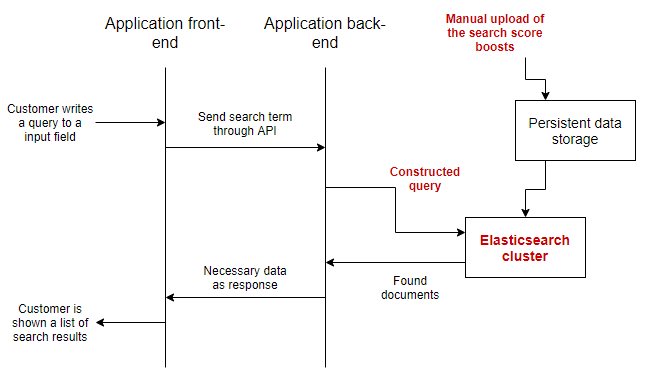 Application front-
end
Application back-
end
Manual upload of
the search score
boosts
Customer writes
a query to a
input field
Send search term
through API
Persistent data
storage
Constructed
query
Elasticsearch
cluster
Necessary data
as response
Found
documents
Customer is
shown a list of
search results